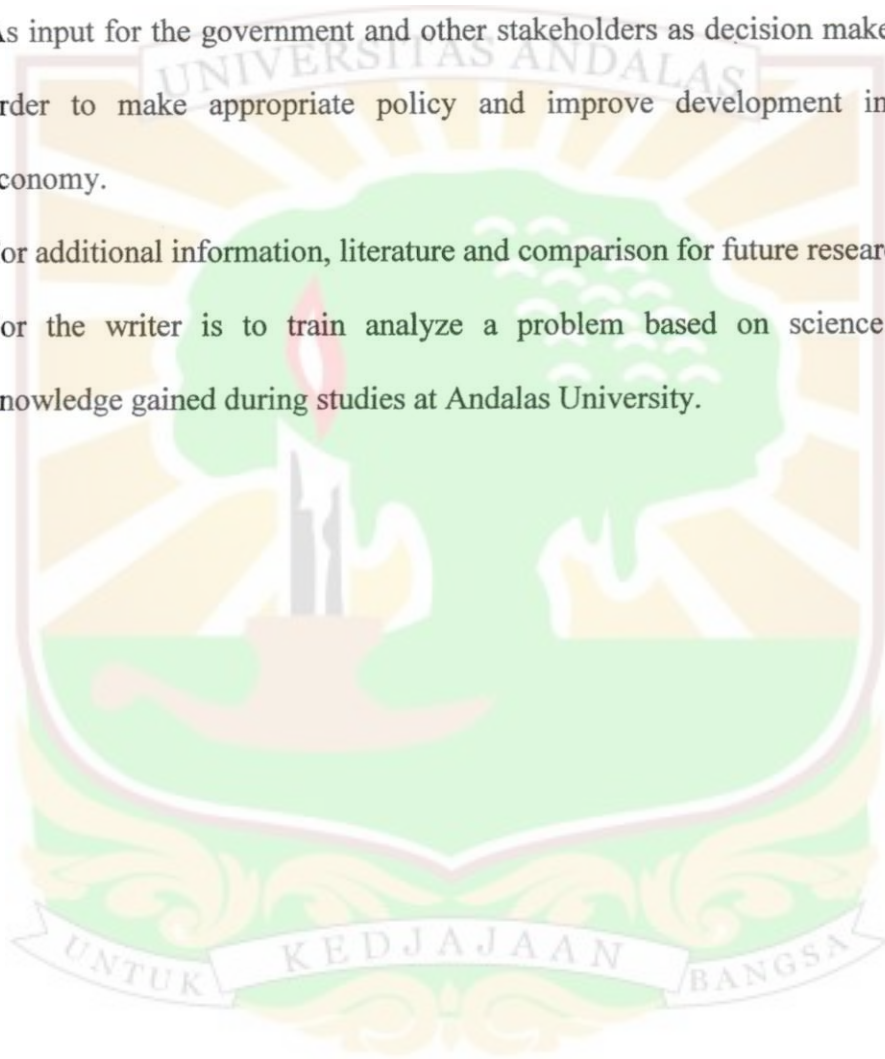 UNIVERSITAS ANDALAS
s input for the government and other stakeholders as decision make
rder to make appropriate policy and improve development in
conomy.
or additional information, literature and comparison for future resear
or the writer is to train analyze a problem based on science
nowledge gained during studies at Andalas University.
UNTUK KEDJAJAAN BANGSA